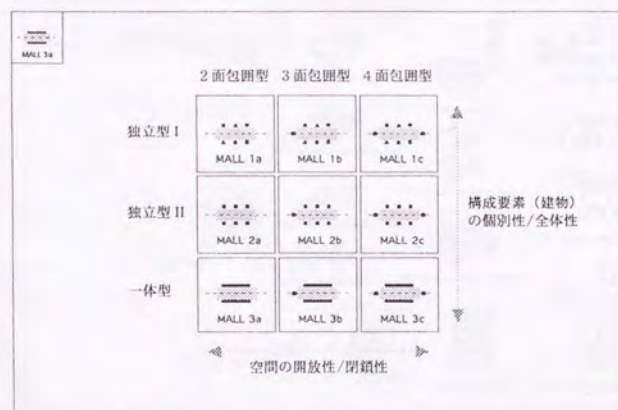 MALL 3a
2面包囲型 3面包囲型 4面包囲型
独立型 I
MALL 1a MALL 1b MALL 1c
独立型 II
MALL 2a MALL 2b MALL 2c
一体型
MALL 3a MALL 3b MALL 3c
構成要素（建物）
の個別性/全体性
空間の開放性/閉鎖性